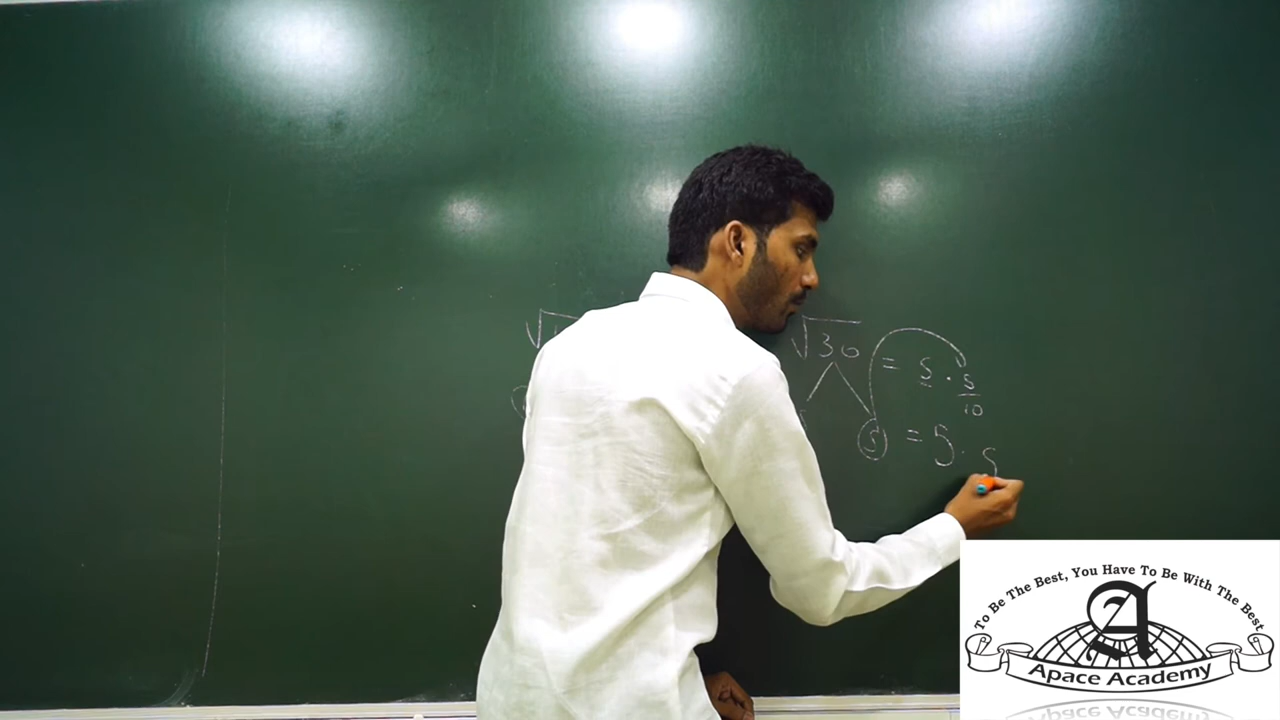 √30 = 5 . 5/10
5 = 5 . 5
To Be The Best, You Have To Be With The Best
A
Apace Academy